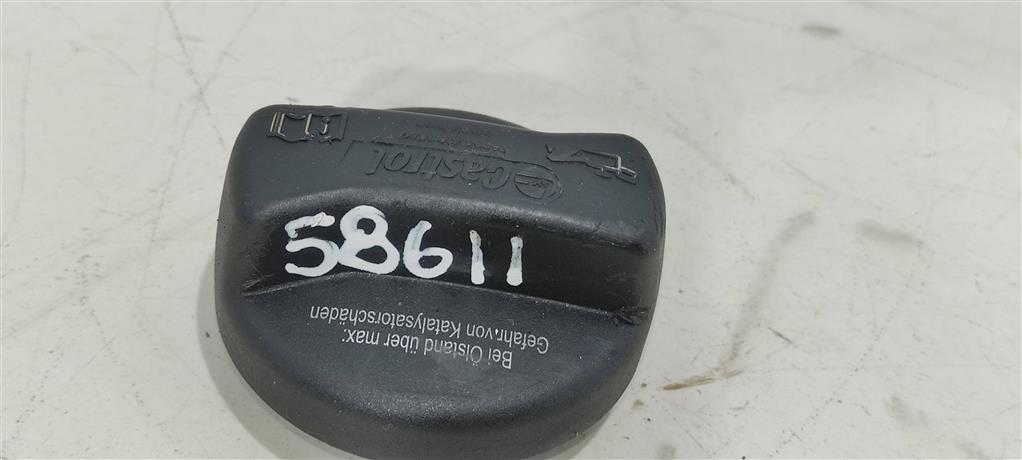 58611
Castrol
Bei Ölstand über max:
Gefahr von Katalysatorschäden